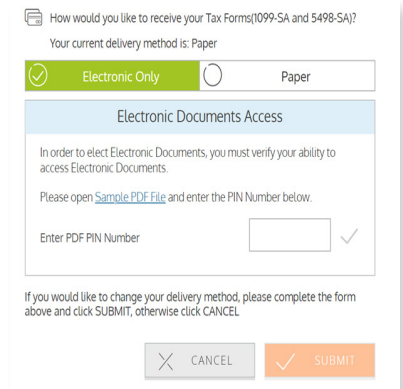 How would you like to receive your Tax Forms(1099-SA and 5498-SA)?
Your current delivery method is: Paper
Electronic Only
Paper
Electronic Documents Access
In order to elect Electronic Documents, you must verify your ability to
access Electronic Documents.
Please open Sample PDF File and enter the PIN Number below.
Enter PDF PIN Number
If you would like to change your delivery method, please complete the form
above and click SUBMIT, otherwise click CANCEL
CANCEL
SUBMIT